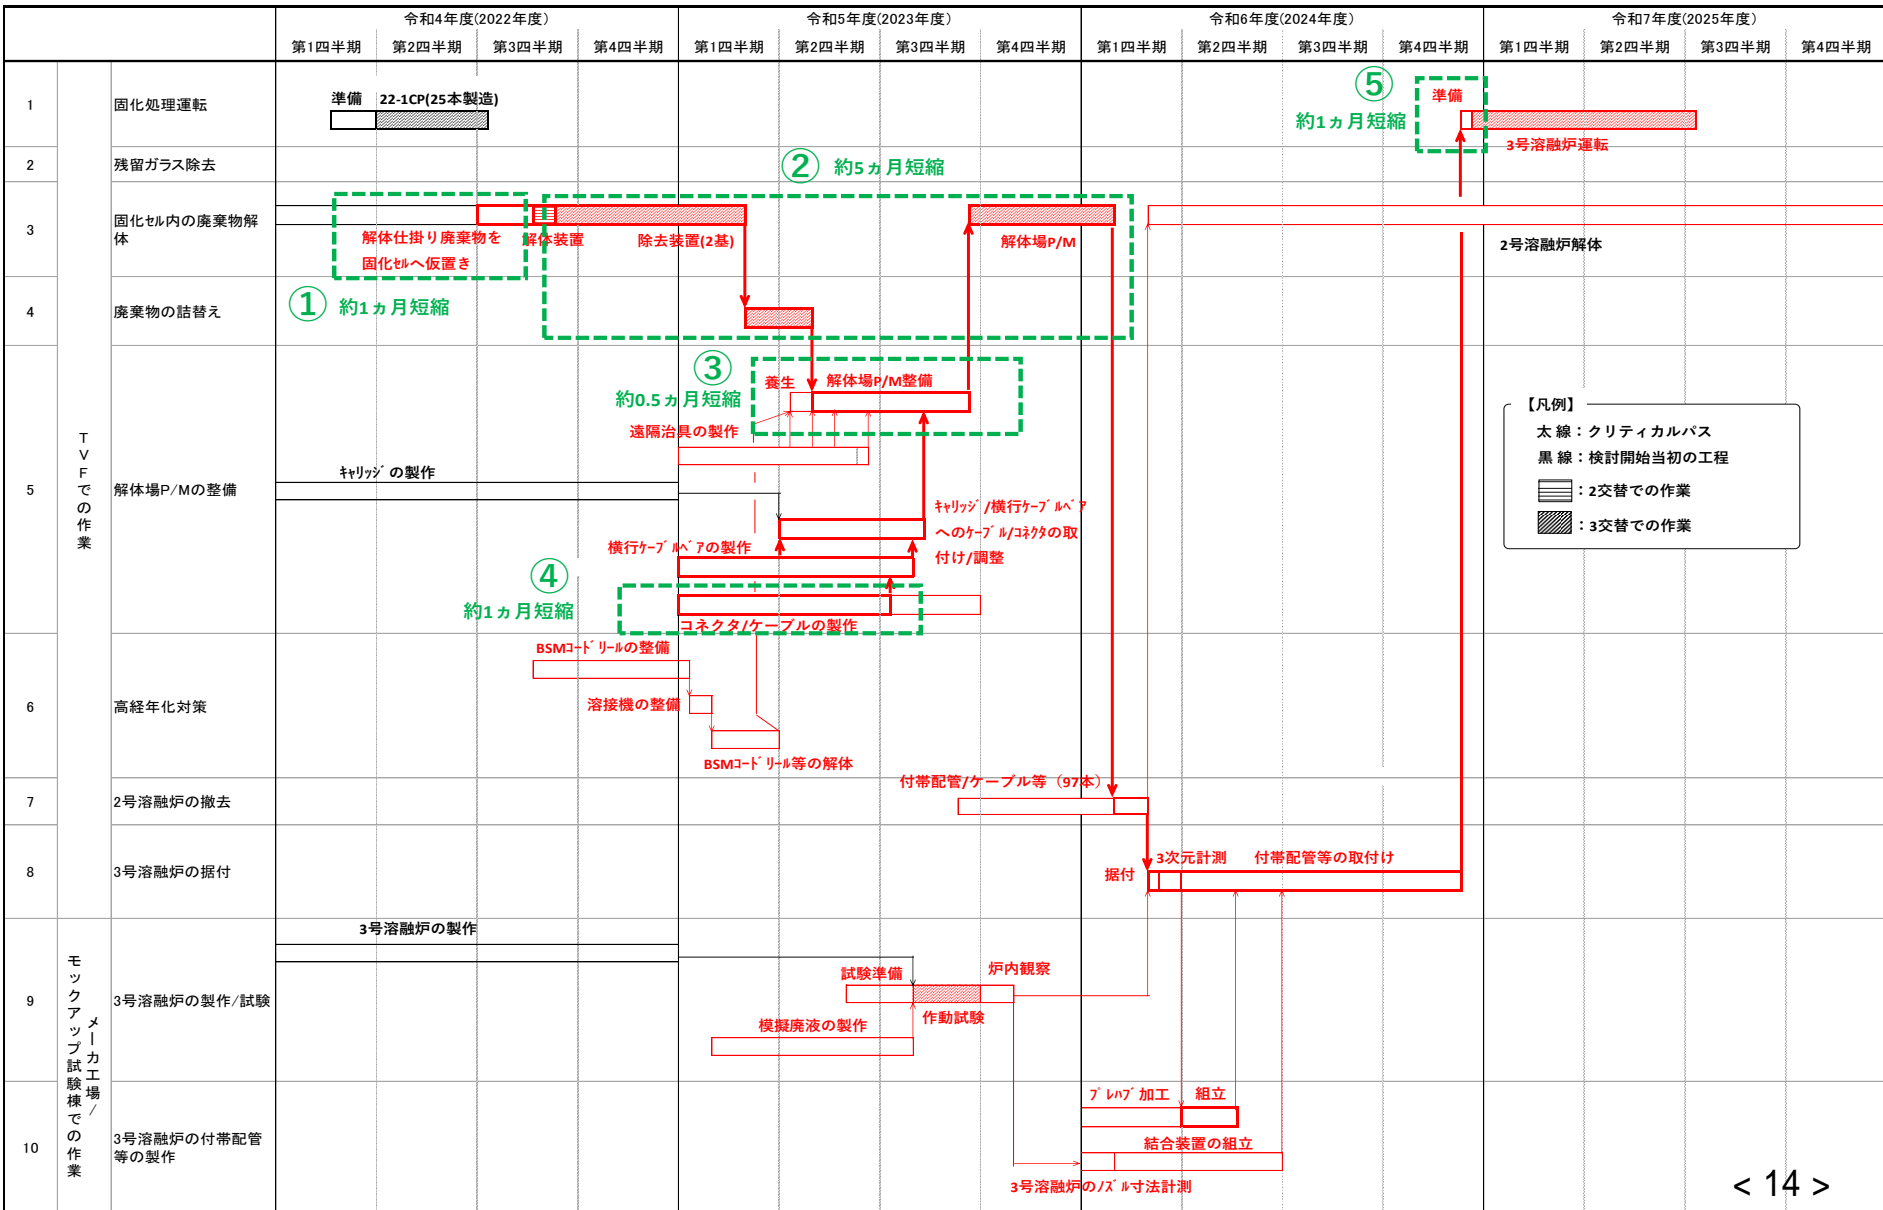 令和4年度(2022年度)
令和5年度(2023年度)
令和6年度(2024年度)
令和7年度(2025年度)
第1四半期 第2四半期 第3四半期 第4四半期 第1四半期 第2四半期 第3四半期 第4四半期 第1四半期 第2四半期 第3四半期 第4四半期 第1四半期 第2四半期 第3四半期 第4四半期
TVFでの作業
1 固化処理運転
準備 22-1CP(25本製造)
⑤
約1ヵ月短縮
準備
3号溶融炉運転
2 残留ガラス除去
② 約5ヵ月短縮
3 固化セル内の廃棄物解
体
解体仕掛り廃棄物を
固化ｾﾙへ仮置き
解体装置
除去装置(2基)
解体場P/M
2号溶融炉解体
① 約1ヵ月短縮
4 廃棄物の詰替え
③
約0.5ヵ月短縮
養生
解体場P/M整備
遠隔治具の製作
5 解体場P/Mの整備
ｷｬﾘｯｼﾞの製作
ｷｬﾘｯｼﾞ/横行ｹｰﾌﾞﾙﾍﾞｱ
へのｹｰﾌﾞﾙ/ｺﾈｸﾀの取
付け/調整
横行ｹｰﾌﾞﾙﾍﾞｱの製作
④
約1ヵ月短縮
コネクタ/ケーブルの製作
【凡例】
太 線：クリティカルパス
黒 線：検討開始当初の工程
：2交替での作業
：3交替での作業
6 高経年化対策
BSMｺｰﾄﾞﾘｰﾙの整備
溶接機の整備
BSMｺｰﾄﾞﾘｰﾙ等の解体
7 2号溶融炉の撤去
付帯配管/ケーブル等（97本）
8 3号溶融炉の据付
据付
3次元計測
付帯配管等の取付け
メーカ工場/
モックアップ試験棟での作業
9 3号溶融炉の製作/試験
3号溶融炉の製作
試験準備
炉内観察
作動試験
模擬廃液の製作
10 3号溶融炉の付帯配管
等の製作
ﾌﾟﾚﾊﾌﾞ加工
組立
結合装置の組立
3号溶融炉のﾉｽﾞﾙ寸法計測
< 14 >